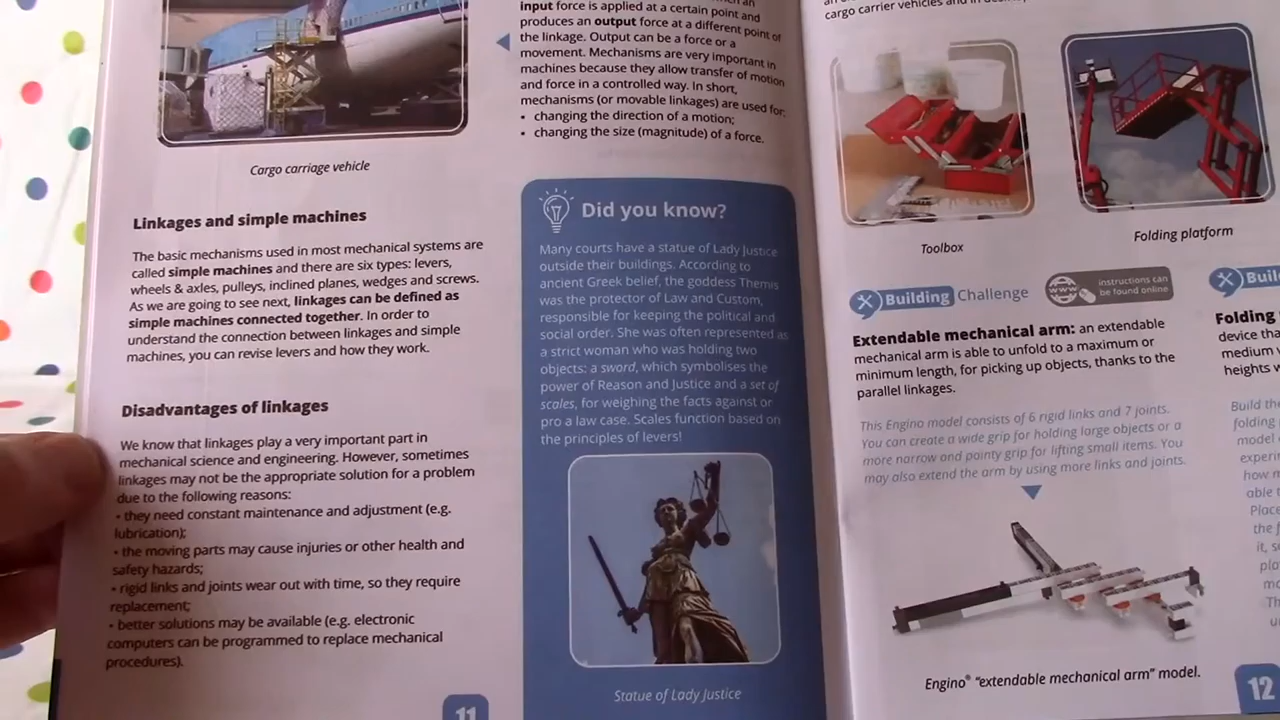 Cargo carriage vehicle
Linkages and simple machines
The basic mechanisms used in most mechanical systems are
called simple machines and there are six types: levers,
wheels & axles, pulleys, inclined planes, wedges and screws.
As we are going to see next, linkages can be defined as
simple machines connected together. In order to
understand the connection between linkages and simple
machines, you can revise levers and how they work.
Disadvantages of linkages
We know that linkages play a very important part in
mechanical science and engineering. However, sometimes
linkages may not be the appropriate solution for a problem
due to the following reasons:
• they need constant maintenance and adjustment (e.g.
lubrication);
• the moving parts may cause injuries or other health and
safety hazards;
• rigid links and joints wear out with time, so they require
replacement;
• better solutions may be available (e.g. electronic
computers can be programmed to replace mechanical
procedures).
input force is applied at a certain point and
produces an output force at a different point of
the linkage. Output can be a force or a
movement. Mechanisms are very important in
machines because they allow transfer of motion
and force in a controlled way. In short,
mechanisms (or movable linkages) are used for:
• changing the direction of a motion;
• changing the size (magnitude) of a force.
Did you know?
Many courts have a statue of Lady Justice
outside their buildings. According to
ancient Greek belief, the goddess Themis
was the protector of Law and Custom,
responsible for keeping the political and
social order. She was often represented as
a strict woman who was holding two
objects: a sword, which symbolises the
power of Reason and Justice and a set of
scales, for weighing the facts against or
pro a law case. Scales function based on
the principles of levers!
Statue of Lady Justice
11
cargo carrier vehicles and in
Toolbox
Folding platform
Building Challenge
www
instructions
can be found online
Extendable mechanical arm: an extendable
mechanical arm is able to unfold to a maximum or
minimum length, for picking up objects, thanks to the
parallel linkages.
This Engino model consists of 6 rigid links and 7 joints.
You can create a wide grip for holding large objects or a
more narrow and pointy grip for lifting small items. You
may also extend the arm by using more links and joints.
Engino® "extendable mechanical arm" model.
Folding
device
medium
heights
Build the
folding
model
how
able
Place
the
it,
12